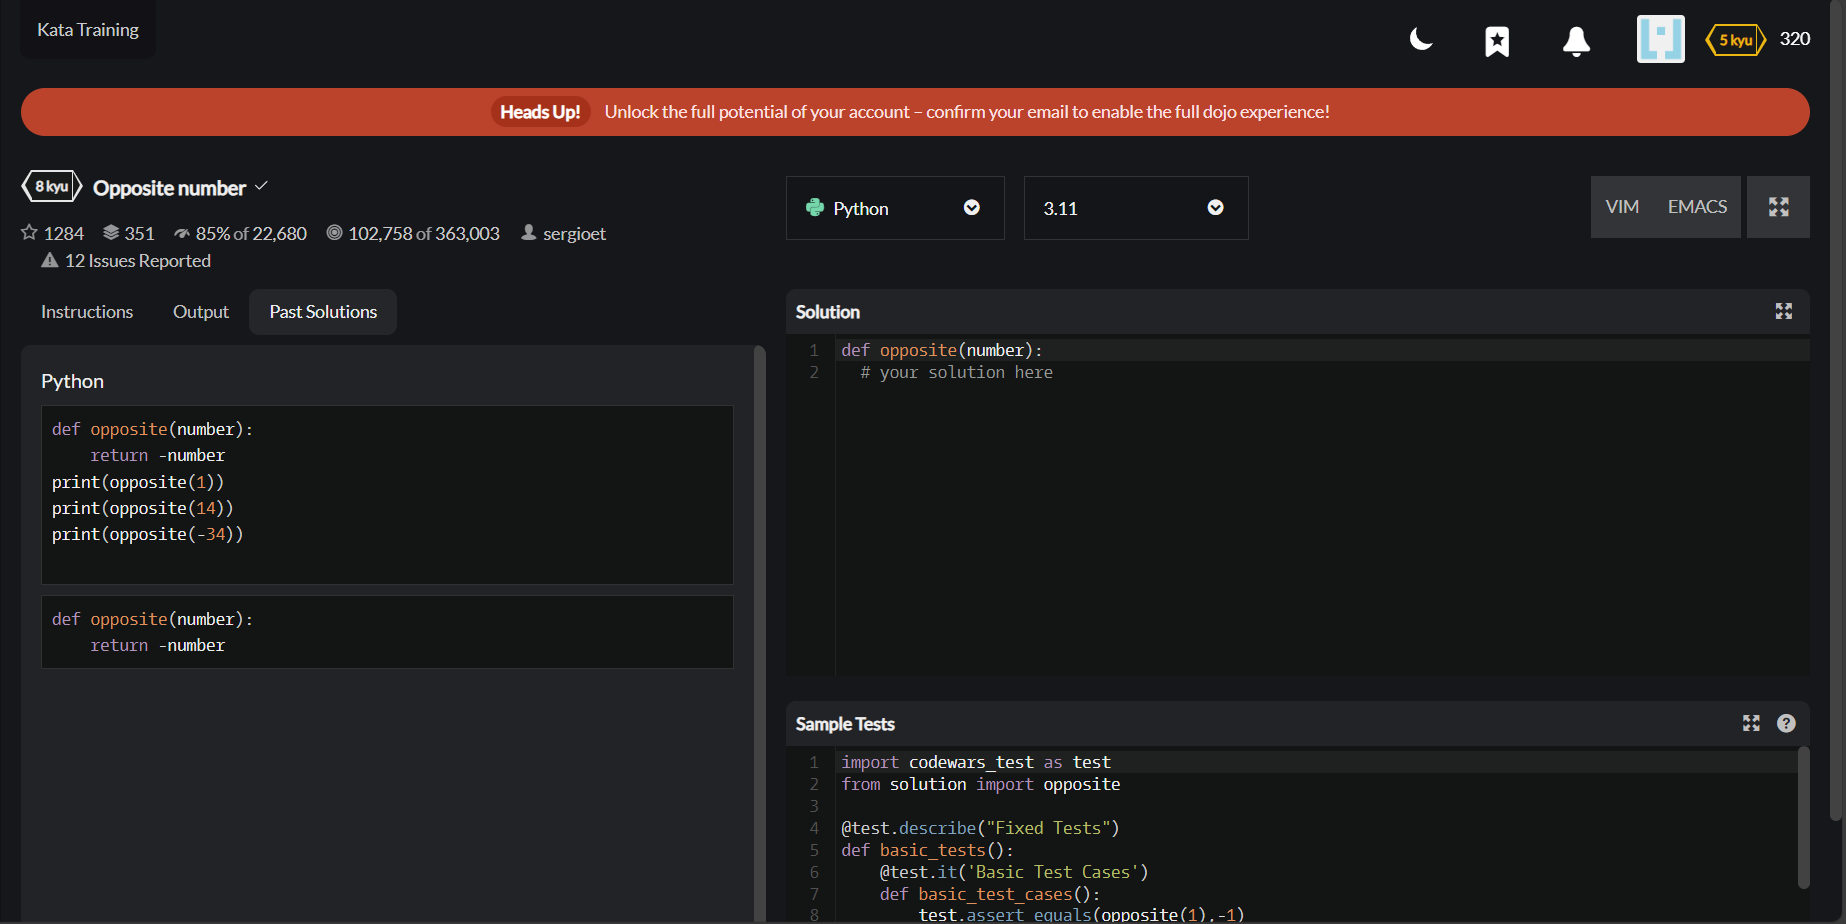 Kata Training
5 kyu 320
Heads Up! Unlock the full potential of your account – confirm your email to enable the full dojo experience!
8 kyu Opposite number
1284 351 85% of 22,680 102,758 of 363,003 sergioet
12 Issues Reported
Instructions Output Past Solutions
Python
def opposite(number):
    return -number
print(opposite(1))
print(opposite(14))
print(opposite(-34))
def opposite(number):
    return -number
Python 3.11 VIM EMACS
Solution
1 def opposite(number):
2   # your solution here
Sample Tests ?
1 import codewars_test as test
2 from solution import opposite
3
4 @test.describe("Fixed Tests")
5 def basic_tests():
6     @test.it('Basic Test Cases')
7     def basic_test_cases():
8         test.assert_equals(opposite(1),-1)